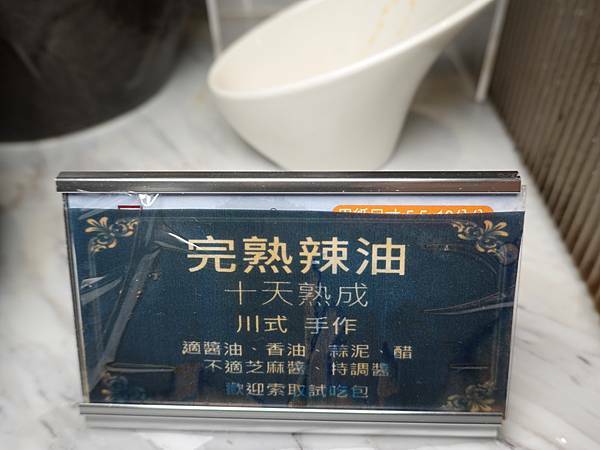 完熟辣油
十天熟成
川式 手作
適醬油、香油、蒜泥、醋
不適芝麻醬、特調醬
歡迎索取試吃包